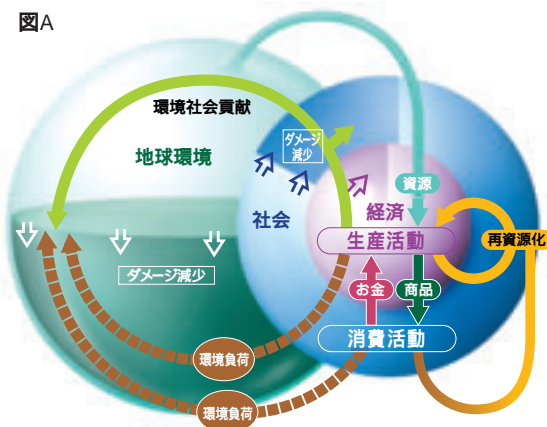 図A
環境社会貢献
地球環境
ダメージ
減少
社会
経済
資源
生産活動
再資源化
お金
商品
ダメージ減少
消費活動
環境負荷
環境負荷